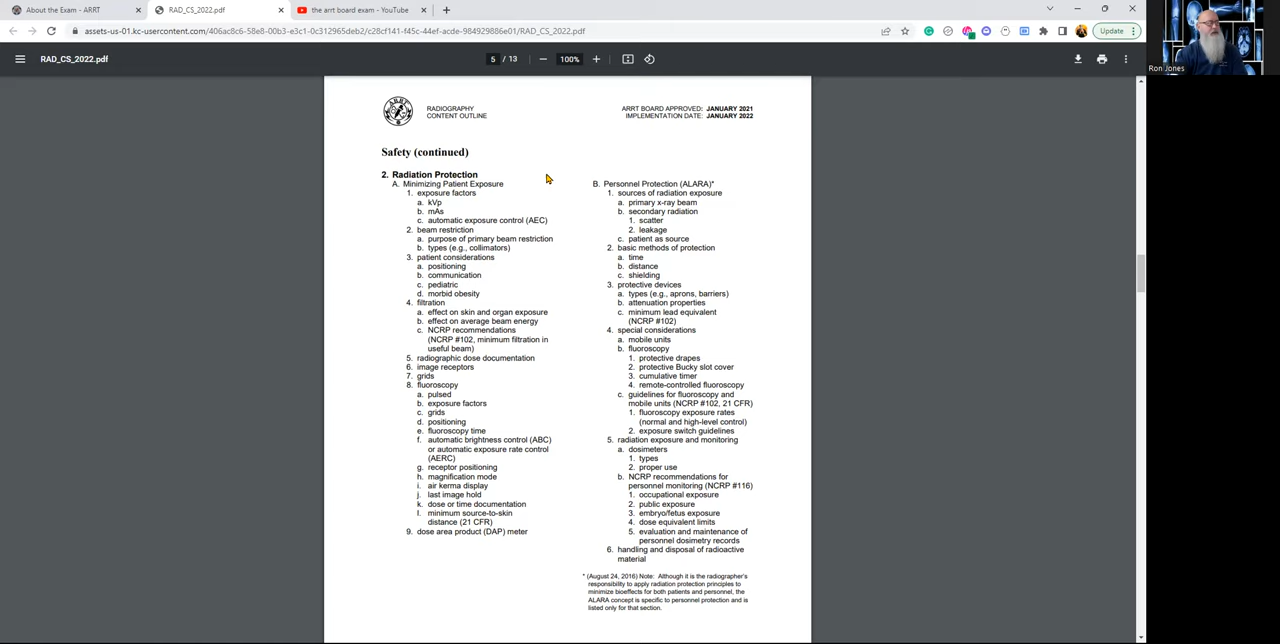 About the Exam - ARRT
RAD_CS_2022.pdf
the arrt board exam - YouTube
assets-us-01.kc-usercontent.com/406ac8c6-58e8-00b3-e3c1-0c312965deb2/c28cf141-f45c-44ef-acde-984929886e01/RAD_CS_2022.pdf
Update
RAD_CS_2022.pdf
5 / 13
100%
Ron Jones
RADIOGRAPHY
CONTENT OUTLINE
ARRT BOARD APPROVED: JANUARY 2021
IMPLEMENTATION DATE: JANUARY 2022
Safety (continued)
2. Radiation Protection
A. Minimizing Patient Exposure
1. exposure factors
a. kVp
b. mAs
c. automatic exposure control (AEC)
2. beam restriction
a. purpose of primary beam restriction
b. types (e.g., collimators)
3. patient considerations
a. positioning
b. communication
c. pediatric
d. morbid obesity
4. filtration
a. effect on skin and organ exposure
b. effect on average beam energy
c. NCRP recommendations
(NCRP #102, minimum filtration in
useful beam)
5. radiographic dose documentation
6. image receptors
7. grids
8. fluoroscopy
a. pulsed
b. exposure factors
c. grids
d. positioning
e. fluoroscopy time
f. automatic brightness control (ABC)
or automatic exposure rate control
(AERC)
g. receptor positioning
h. magnification mode
i. air kerma display
j. last image hold
k. dose or time documentation
l. minimum source-to-skin
distance (21 CFR)
9. dose area product (DAP) meter
B. Personnel Protection (ALARA)*
1. sources of radiation exposure
a. primary x-ray beam
b. secondary radiation
1. scatter
2. leakage
c. patient as source
2. basic methods of protection
a. time
b. distance
c. shielding
3. protective devices
a. types (e.g., aprons, barriers)
b. attenuation properties
c. minimum lead equivalent
(NCRP #102)
4. special considerations
a. mobile units
b. fluoroscopy
1. protective drapes
2. protective Bucky slot cover
3. cumulative timer
4. remote-controlled fluoroscopy
c. guidelines for fluoroscopy and
mobile units (NCRP #102, 21 CFR)
1. fluoroscopy exposure rates
(normal and high-level control)
2. exposure switch guidelines
5. radiation exposure and monitoring
a. dosimeters
1. types
2. proper use
b. NCRP recommendations for
personnel monitoring (NCRP #116)
1. occupational exposure
2. public exposure
3. embryo/fetus exposure
4. dose equivalent limits
5. evaluation and maintenance of
personnel dosimetry records
6. handling and disposal of radioactive
material
* (August 24, 2016) Note: Although it is the radiographer's
responsibility to apply radiation protection principles to
minimize bioeffects for both patients and personnel, the
ALARA concept is specific to personnel protection and is
listed only for that section.